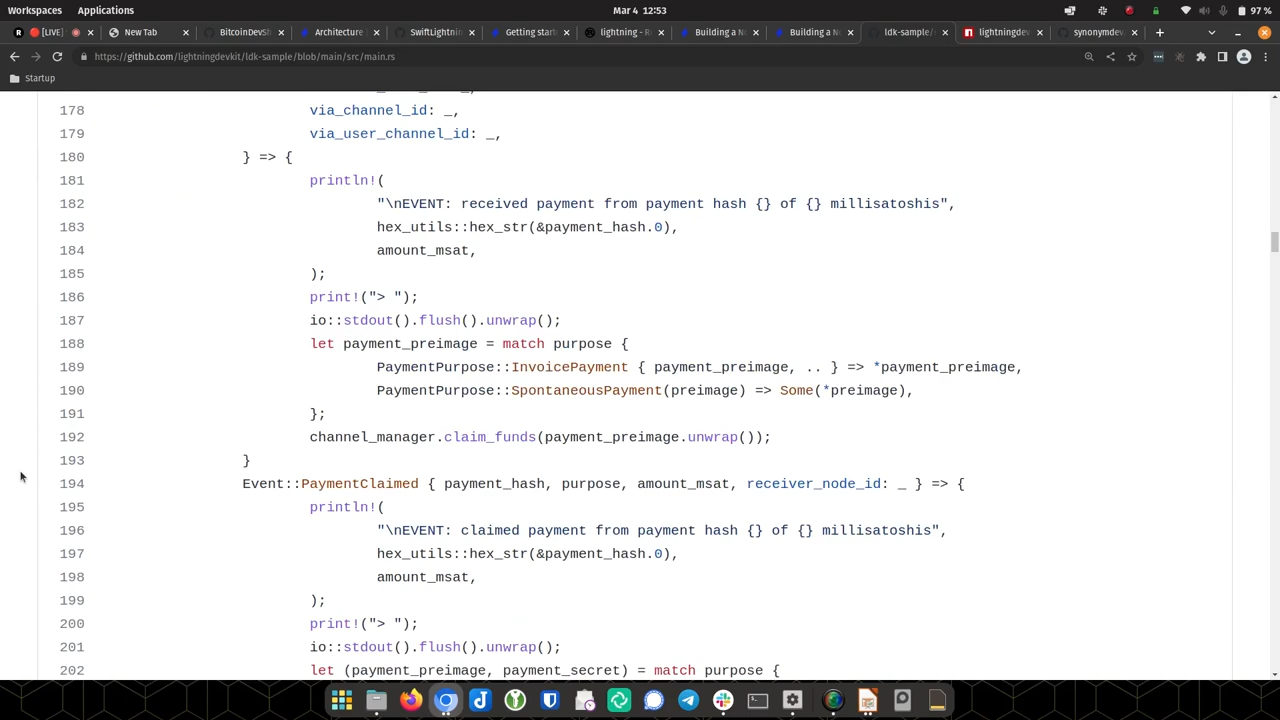 Workspaces Applications Mar 4 12:53 97 %
[LIVE] New Tab BitcoinDevSh Architecture SwiftLightnin Getting start lightning - R Building a No Building a No ldk-sample/ lightningdev synonymdev
https://github.com/lightningdevkit/ldk-sample/blob/main/src/main.rs
Startup
178 via_channel_id: _,
179 via_user_channel_id: _,
180 } => {
181 println!(
182 "\nEVENT: received payment from payment hash {} of {} millisatoshis",
183 hex_utils::hex_str(&payment_hash.0),
184 amount_msat,
185 );
186 print!("> ");
187 io::stdout().flush().unwrap();
188 let payment_preimage = match purpose {
189 PaymentPurpose::InvoicePayment { payment_preimage, .. } => *payment_preimage,
190 PaymentPurpose::SpontaneousPayment(preimage) => Some(*preimage),
191 };
192 channel_manager.claim_funds(payment_preimage.unwrap());
193 }
194 Event::PaymentClaimed { payment_hash, purpose, amount_msat, receiver_node_id: _ } => {
195 println!(
196 "\nEVENT: claimed payment from payment hash {} of {} millisatoshis",
197 hex_utils::hex_str(&payment_hash.0),
198 amount_msat,
199 );
200 print!("> ");
201 io::stdout().flush().unwrap();
202 let (payment_preimage, payment_secret) = match purpose {